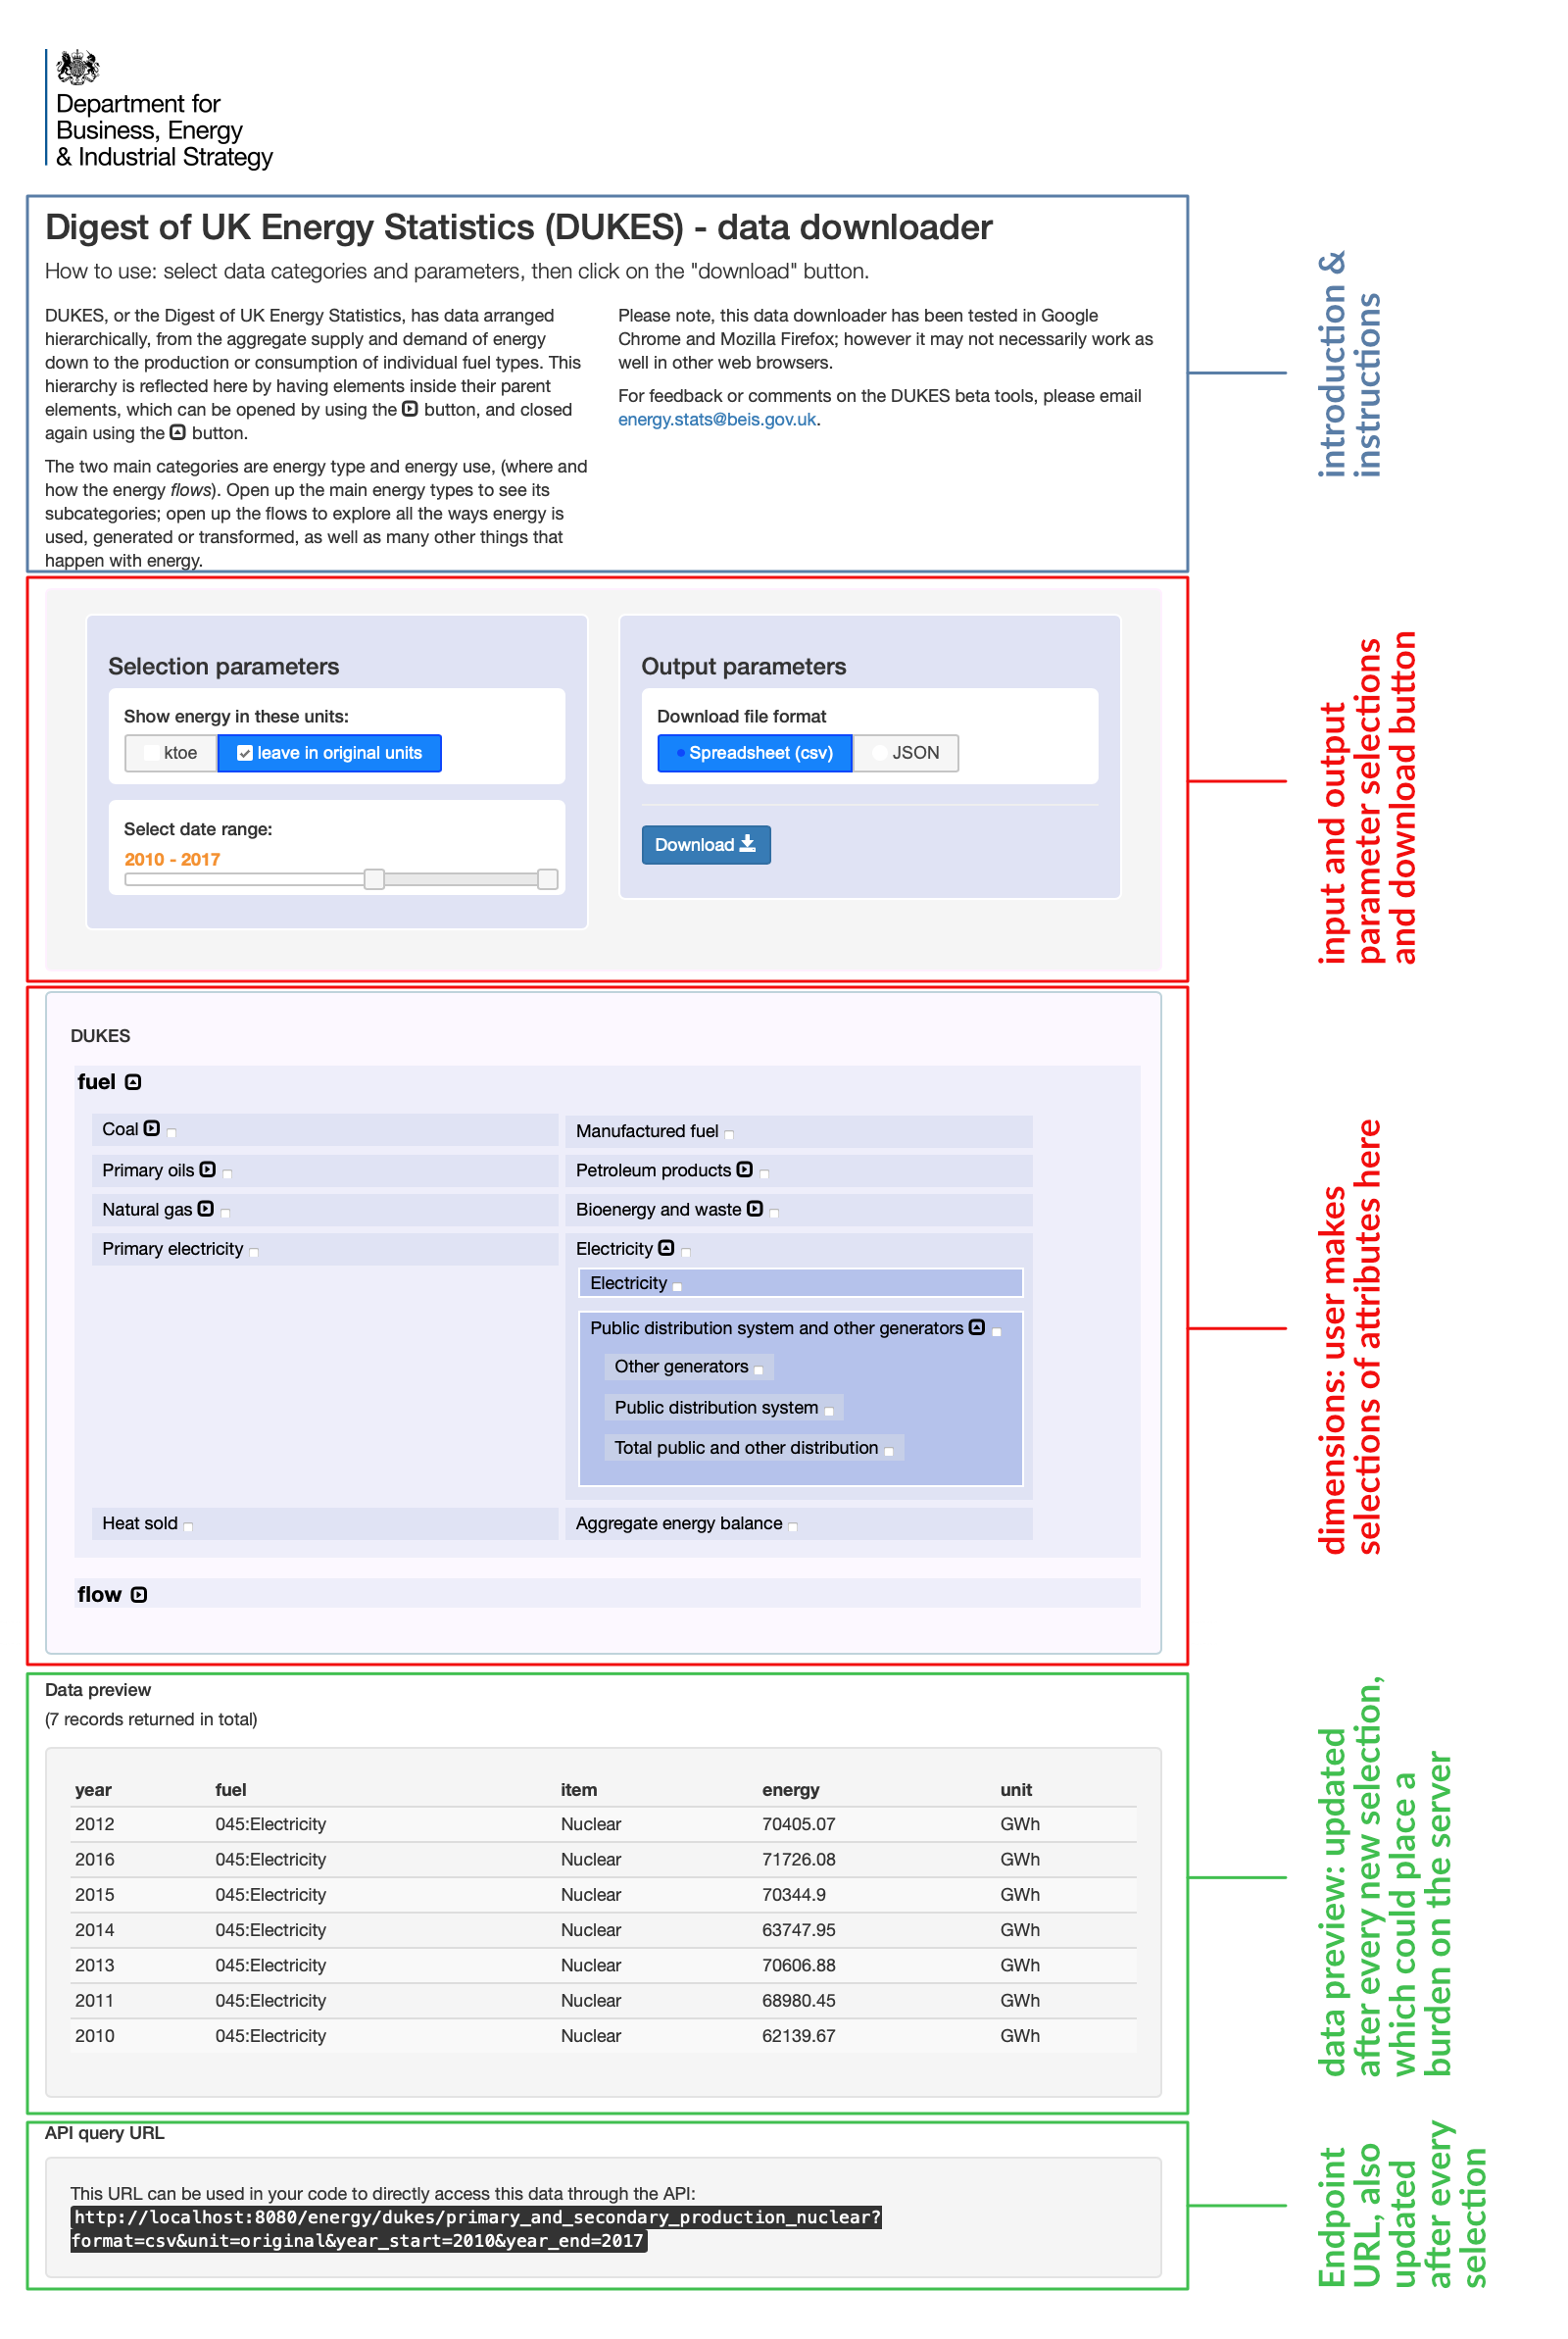 Department for
Business, Energy
& Industrial Strategy
Digest of UK Energy Statistics (DUKES) - data downloader
How to use: select data categories and parameters, then click on the "download" button.
DUKES, or the Digest of UK Energy Statistics, has data arranged
hierarchically, from the aggregate supply and demand of energy
down to the production or consumption of individual fuel types. This
hierarchy is reflected here by having elements inside their parent
elements, which can be opened by using the button, and closed
again using the button.
The two main categories are energy type and energy use, (where and
how the energy flows). Open up the main energy types to see its
subcategories; open up the flows to explore all the ways energy is
used, generated or transformed, as well as many other things that
happen with energy.
Please note, this data downloader has been tested in Google
Chrome and Mozilla Firefox; however it may not necessarily work as
well in other web browsers.
For feedback or comments on the DUKES beta tools, please email
energy.stats@beis.gov.uk.
introduction &
instructions
Selection parameters
Show energy in these units:
ktoe leave in original units
Select date range:
2010 - 2017
Output parameters
Download file format
Spreadsheet (csv) JSON
Download
input and output
parameter selections
and download button
DUKES
fuel
Coal
Manufactured fuel
Primary oils
Petroleum products
Natural gas
Bioenergy and waste
Primary electricity
Electricity
Electricity
Public distribution system and other generators
Other generators
Public distribution system
Total public and other distribution
Heat sold
Aggregate energy balance
flow
dimensions: user makes
selections of attributes here
Data preview
(7 records returned in total)
year fuel item energy unit
2012 045:Electricity Nuclear 70405.07 GWh
2016 045:Electricity Nuclear 71726.08 GWh
2015 045:Electricity Nuclear 70344.9 GWh
2014 045:Electricity Nuclear 63747.95 GWh
2013 045:Electricity Nuclear 70606.88 GWh
2011 045:Electricity Nuclear 68980.45 GWh
2010 045:Electricity Nuclear 62139.67 GWh
data preview: updated
after every new selection,
which could place a
burden on the server
API query URL
This URL can be used in your code to directly access this data through the API:
http://localhost:8080/energy/dukes/primary_and_secondary_production_nuclear?
format=csv&unit=original&year_start=2010&year_end=2017
Endpoint
URL, also
updated
after every
selection